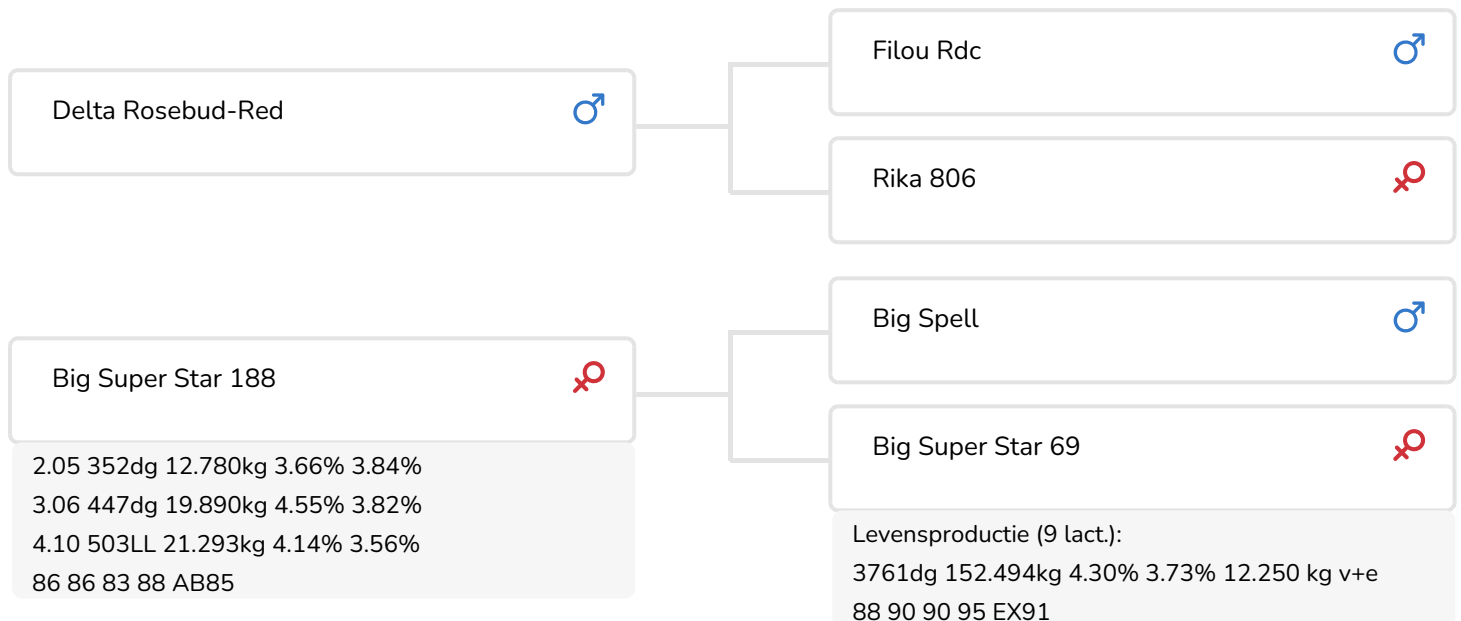 Filou Rdc
Delta Rosebud-Red
Rika 806
Big Spell
Big Super Star 188
2.05 352dg 12.780kg 3.66% 3.84%
3.06 447dg 19.890kg 4.55% 3.82%
4.10 503LL 21.293kg 4.14% 3.56%
86 86 83 88 AB85
Big Super Star 69
Levensproductie (9 lact.):
3761dg 152.494kg 4.30% 3.73% 12.250 kg v+e
88 90 90 95 EX91